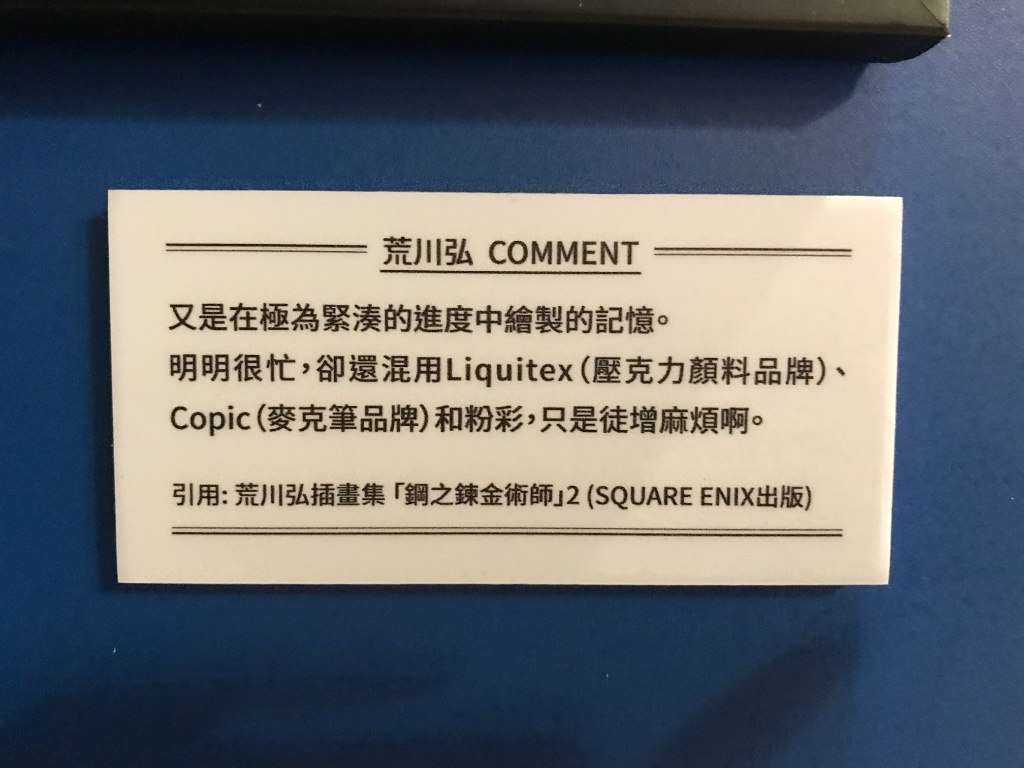 荒川弘 COMMENT
又是在極為緊湊的進度中繪製的記憶。
明明很忙，卻還混用Liquitex（壓克力顏料品牌）、
Copic（麥克筆品牌）和粉彩，只是徒增麻煩啊。
引用: 荒川弘插畫集「鋼之鍊金術師」2 (SQUARE ENIX出版)